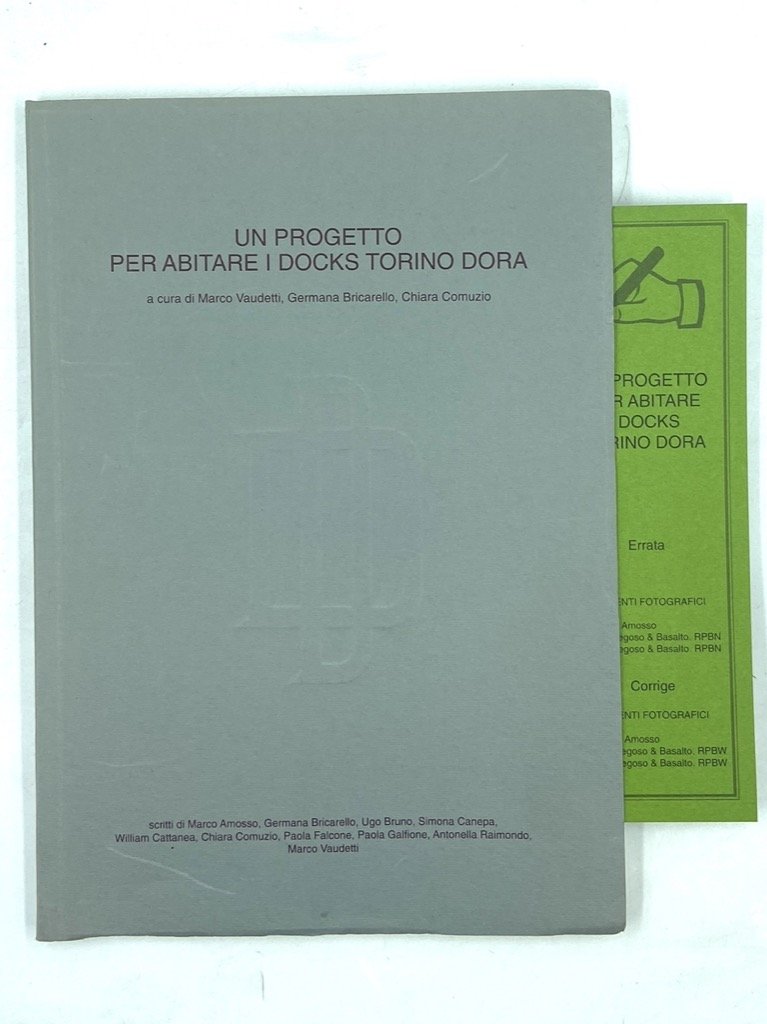 UN PROGETTO
PER ABITARE I DOCKS TORINO DORA
a cura di Marco Vaudetti, Germana Bricarello, Chiara Comuzio
scritti di Marco Amosso, Germana Bricarello, Ugo Bruno, Simona Canepa,
William Cattanea, Chiara Comuzio, Paola Falcone, Paola Galfione, Antonella Raimondo,
Marco Vaudetti
PROGETTO
R ABITARE
DOCKS
RINO DORA
Errata
ENTI FOTOGRAFICI
Amosso
egoso & Basalto. RPBN
egoso & Basalto. RPBN
Corrige
ENTI FOTOGRAFICI
Amosso
egoso & Basalto. RPBW
egoso & Basalto. RPBW